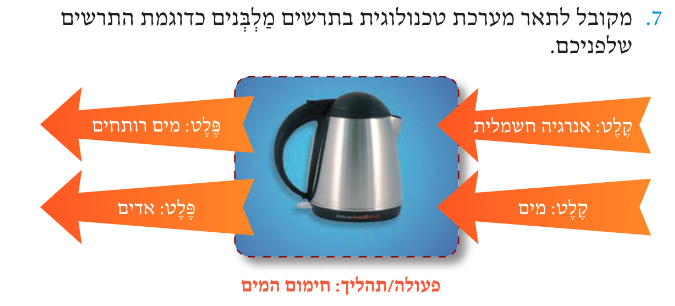 7. מקובל לתאר מערכת טכנולוגית בתרשים מַלְבְּנים כדוגמת התרשים
שלפניכם.
קֶלֶט: אנרגיה חשמלית
פֶּלֶט: מים רותחים
קֶלֶט: מים
פֶּלֶט: אדים
פעולה/תהליך: חימום המים